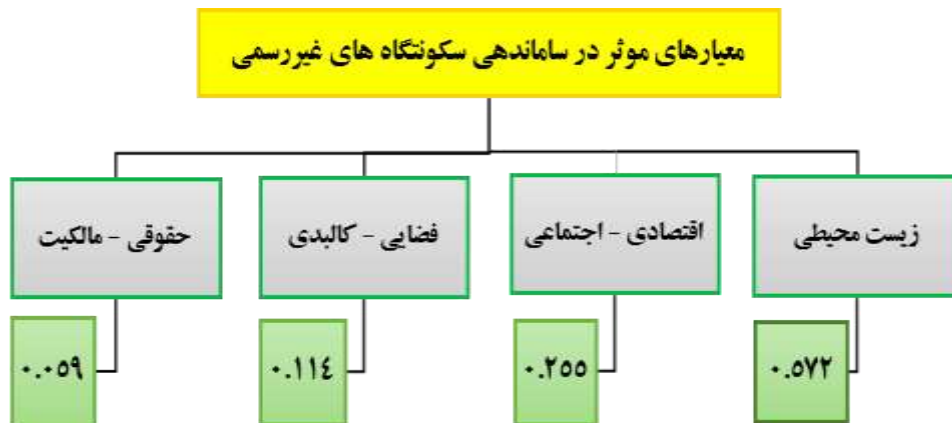 معیارهای موثر در ساماندهی سکونتگاه های غیررسمی
زیست محیطی
اقتصادی - اجتماعی
فضایی - کالبدی
حقوقی - مالکیت
۰.۵۷۲
۰.۲۵۵
۰.۱۱٤
۰.۰۵۹